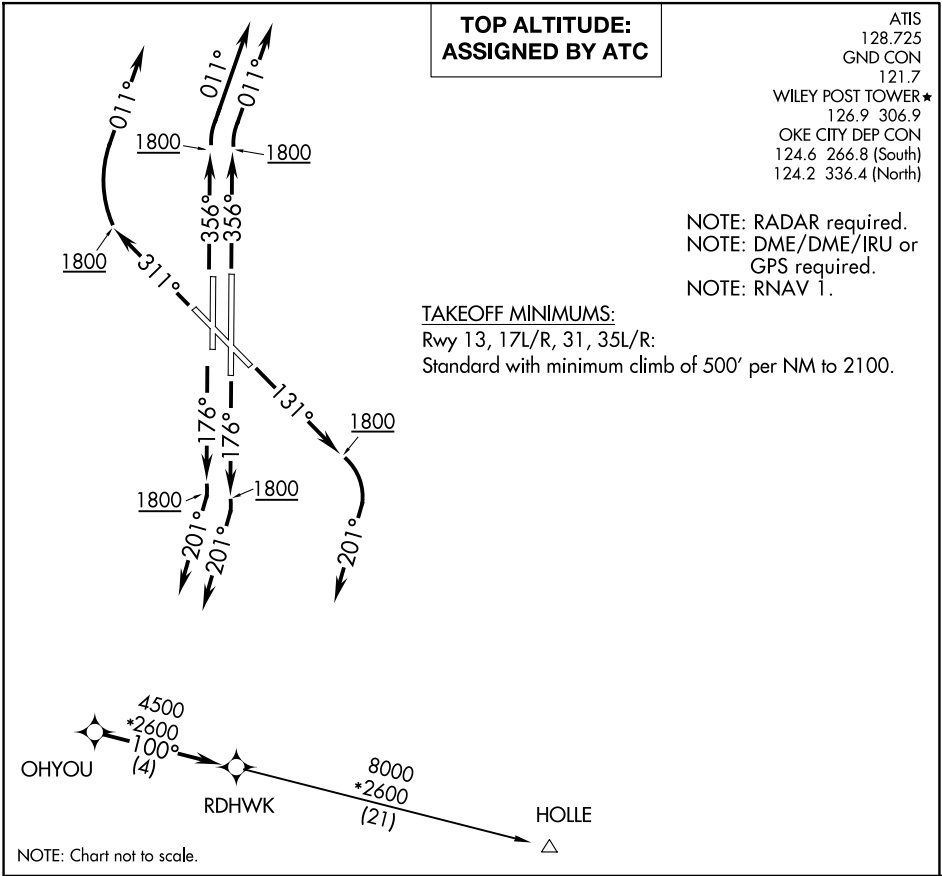 TOP ALTITUDE:
ASSIGNED BY ATC
ATIS
128.725
GND CON
121.7
WILEY POST TOWER★
126.9 306.9
OKE CITY DEP CON
124.6 266.8 (South)
124.2 336.4 (North)
NOTE: RADAR required.
NOTE: DME/DME/IRU or
GPS required.
NOTE: RNAV 1.
TAKEOFF MINIMUMS:
Rwy 13, 17L/R, 31, 35L/R:
Standard with minimum climb of 500' per NM to 2100.
011°
011°
011°
1800
1800
356°
356°
1800
311°
131°
1800
176°
176°
1800
1800
201°
201°
201°
4500
*2600
100°
(4)
OHYOU
RDHWK
8000
*2600
(21)
HOLLE
NOTE: Chart not to scale.